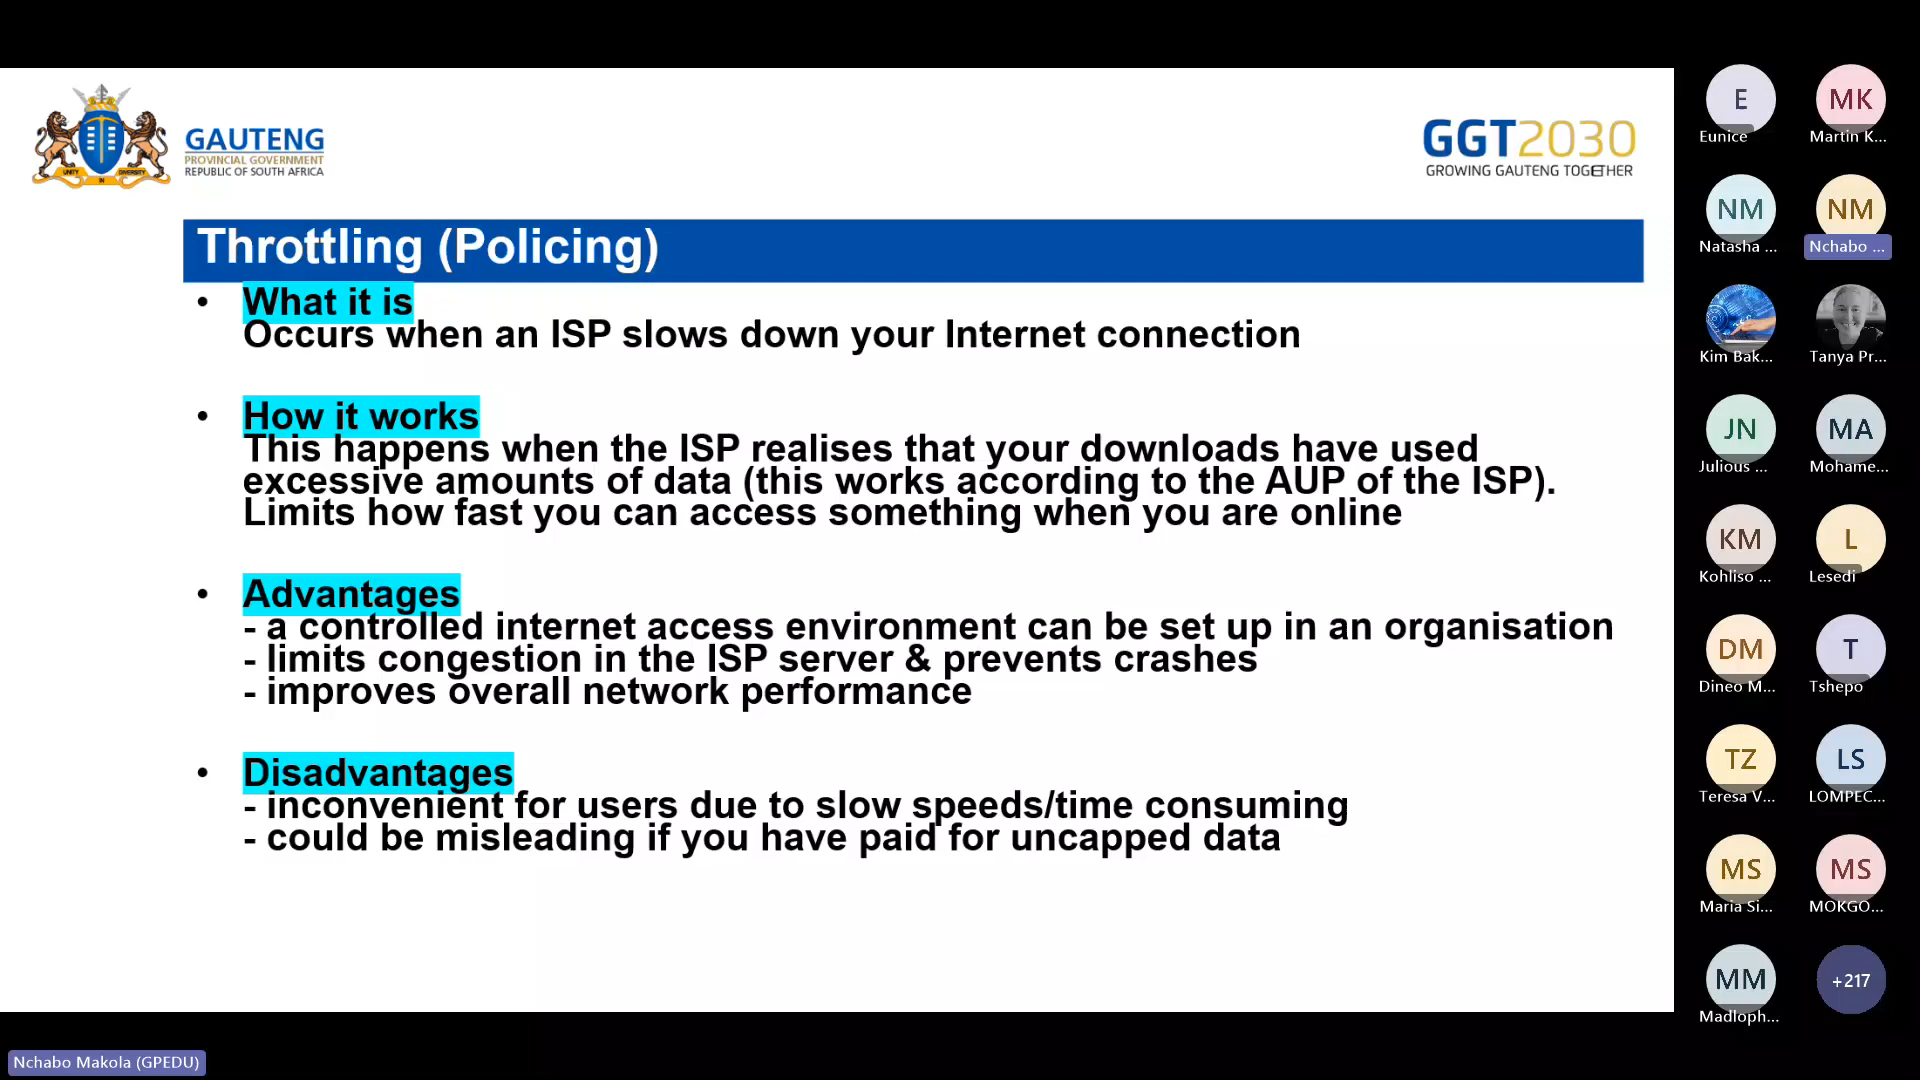 UNITY IN DIVERSITY
GAUTENG
PROVINCIAL GOVERNMENT
REPUBLIC OF SOUTH AFRICA
GGT2030
GROWING GAUTENG TOGETHER
Throttling (Policing)
• What it is
Occurs when an ISP slows down your Internet connection
• How it works
This happens when the ISP realises that your downloads have used
excessive amounts of data (this works according to the AUP of the ISP).
Limits how fast you can access something when you are online
• Advantages
- a controlled internet access environment can be set up in an organisation
- limits congestion in the ISP server & prevents crashes
- improves overall network performance
• Disadvantages
- inconvenient for users due to slow speeds/time consuming
- could be misleading if you have paid for uncapped data
E
Eunice
MK
Martin K...
NM
Natasha ...
NM
Nchabo ...
Kim Bak...
Tanya Pr...
JN
Julious ...
MA
Mohame...
KM
Kohliso ...
L
Lesedi
DM
Dineo M...
T
Tshepo
TZ
Teresa V...
LS
LOMPEC...
MS
Maria Si...
MS
MOKGO...
MM
Madloph...
+217
Nchabo Makola (GPEDU)